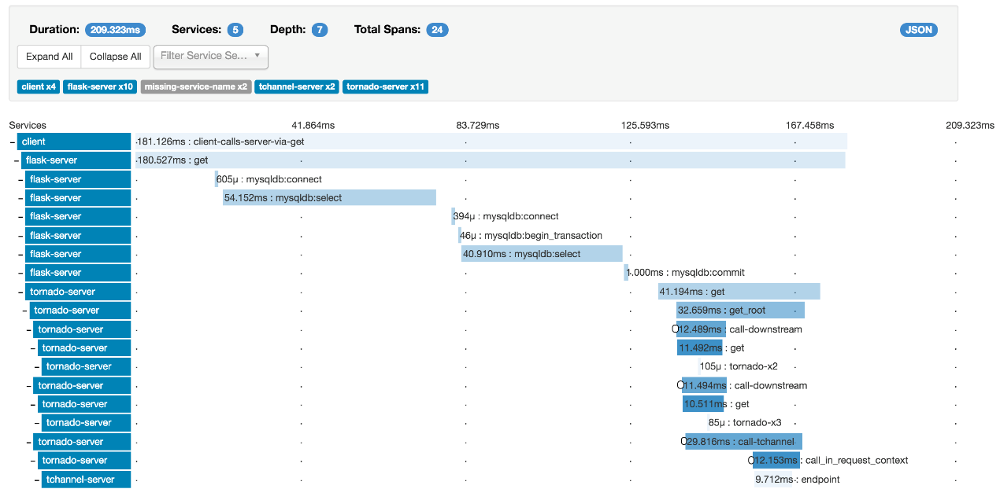 Duration: 209.323ms Services: 5 Depth: 7 Total Spans: 24 JSON
Expand All Collapse All Filter Service Se...
client x4 flask-server x10 missing-service-name x2 tchannel-server x2 tornado-server x11
Services 41.864ms 83.729ms 125.593ms 167.458ms 209.323ms
client 181.126ms : client-calls-server-via-get
flask-server 180.527ms : get
flask-server 605μ : mysqldb:connect
flask-server 54.152ms : mysqldb:select
flask-server 394μ : mysqldb:connect
flask-server 46μ : mysqldb:begin_transaction
flask-server 40.910ms : mysqldb:select
flask-server 1.000ms : mysqldb:commit
tornado-server 41.194ms : get
tornado-server 32.659ms : get_root
tornado-server 12.489ms : call-downstream
tornado-server 11.492ms : get
tornado-server 105μ : tornado-x2
tornado-server 11.494ms : call-downstream
tornado-server 10.511ms : get
tornado-server 85μ : tornado-x3
tornado-server 29.816ms : call-tchannel
tornado-server 12.153ms : call_in_request_context
tchannel-server 9.712ms : endpoint